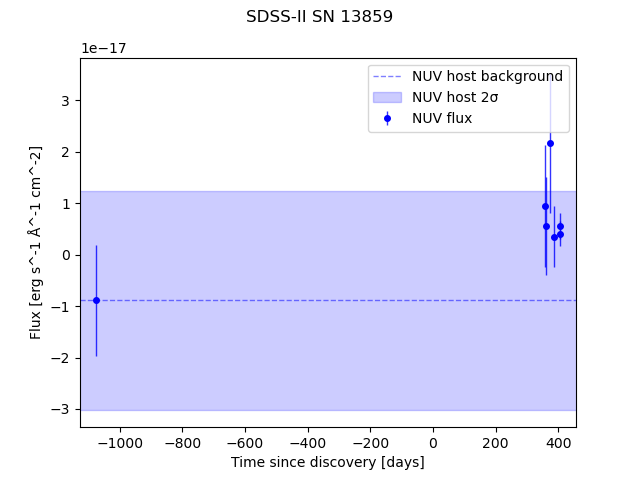 SDSS-II SN 13859
1e−17
NUV host background
NUV host 2σ
NUV flux
3
2
1
0
−1
−2
−3
Flux [erg s^-1 Å^-1 cm^-2]
−1000 −800 −600 −400 −200 0 200 400
Time since discovery [days]